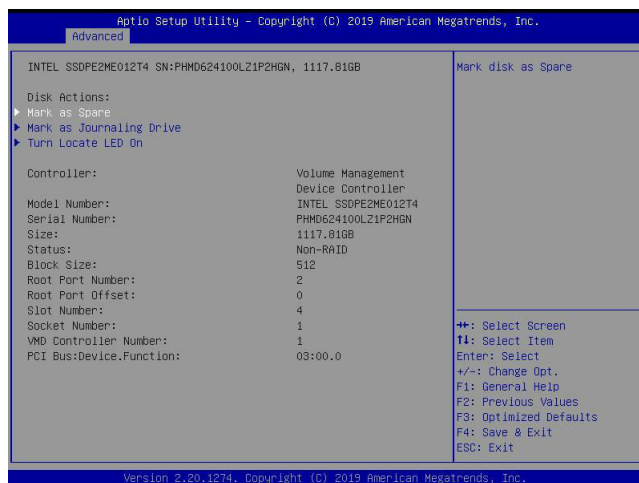 Aptio Setup Utility – Copyright (C) 2019 American Megatrends, Inc.
Advanced
INTEL SSDPE2ME012T4 SN:PHMD624100LZ1P2HGN, 1117.81GB
Disk Actions:
Mark as Spare
Mark as Journaling Drive
Turn Locate LED On
Controller: Volume Management
Device Controller
Model Number: INTEL SSDPE2ME012T4
Serial Number: PHMD624100LZ1P2HGN
Size: 1117.81GB
Status: Non-RAID
Block Size: 512
Root Port Number: 2
Root Port Offset: 0
Slot Number: 4
Socket Number: 1
VMD Controller Number: 1
PCI Bus:Device.Function: 03:00.0
Mark disk as Spare
→←: Select Screen
↑↓: Select Item
Enter: Select
+/-: Change Opt.
F1: General Help
F2: Previous Values
F3: Optimized Defaults
F4: Save & Exit
ESC: Exit
Version 2.20.1274. Copyright (C) 2019 American Megatrends, Inc.